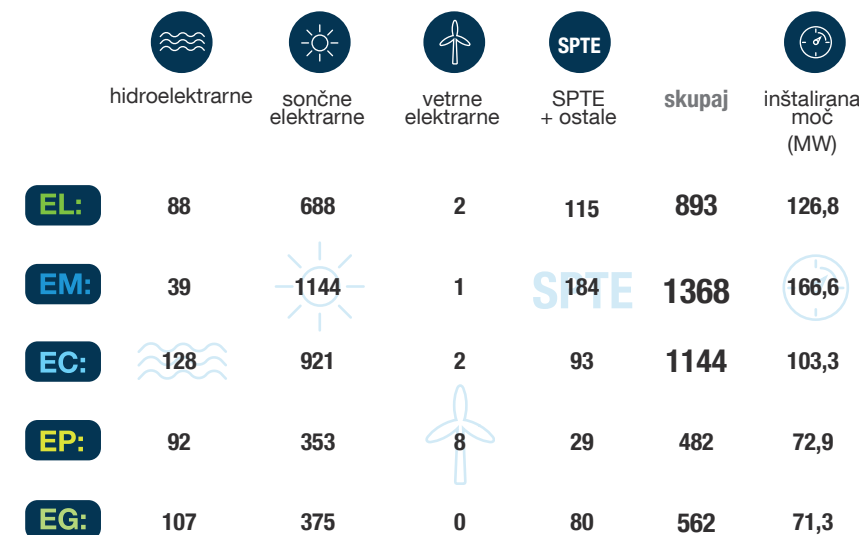 SPTE
hidroelektrarne sončne elektrarne vetrne elektrarne SPTE + ostale skupaj inštalirana moč (MW)
EL: 88 688 2 115 893 126,8
EM: 39 1144 1 SPTE 184 1368 166,6
EC: 128 921 2 93 1144 103,3
EP: 92 353 8 29 482 72,9
EG: 107 375 0 80 562 71,3